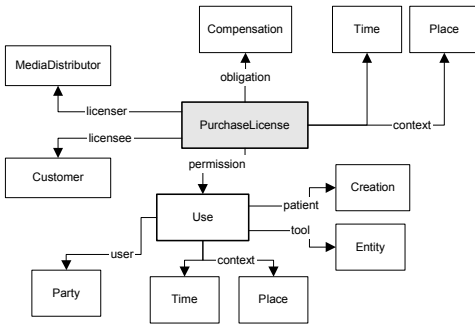 Compensation
Time
Place
MediaDistributor
obligation
licenser
PurchaseLicense
context
licensee
Customer
permission
Creation
patient
Use
tool
Entity
user
context
Party
Time
Place